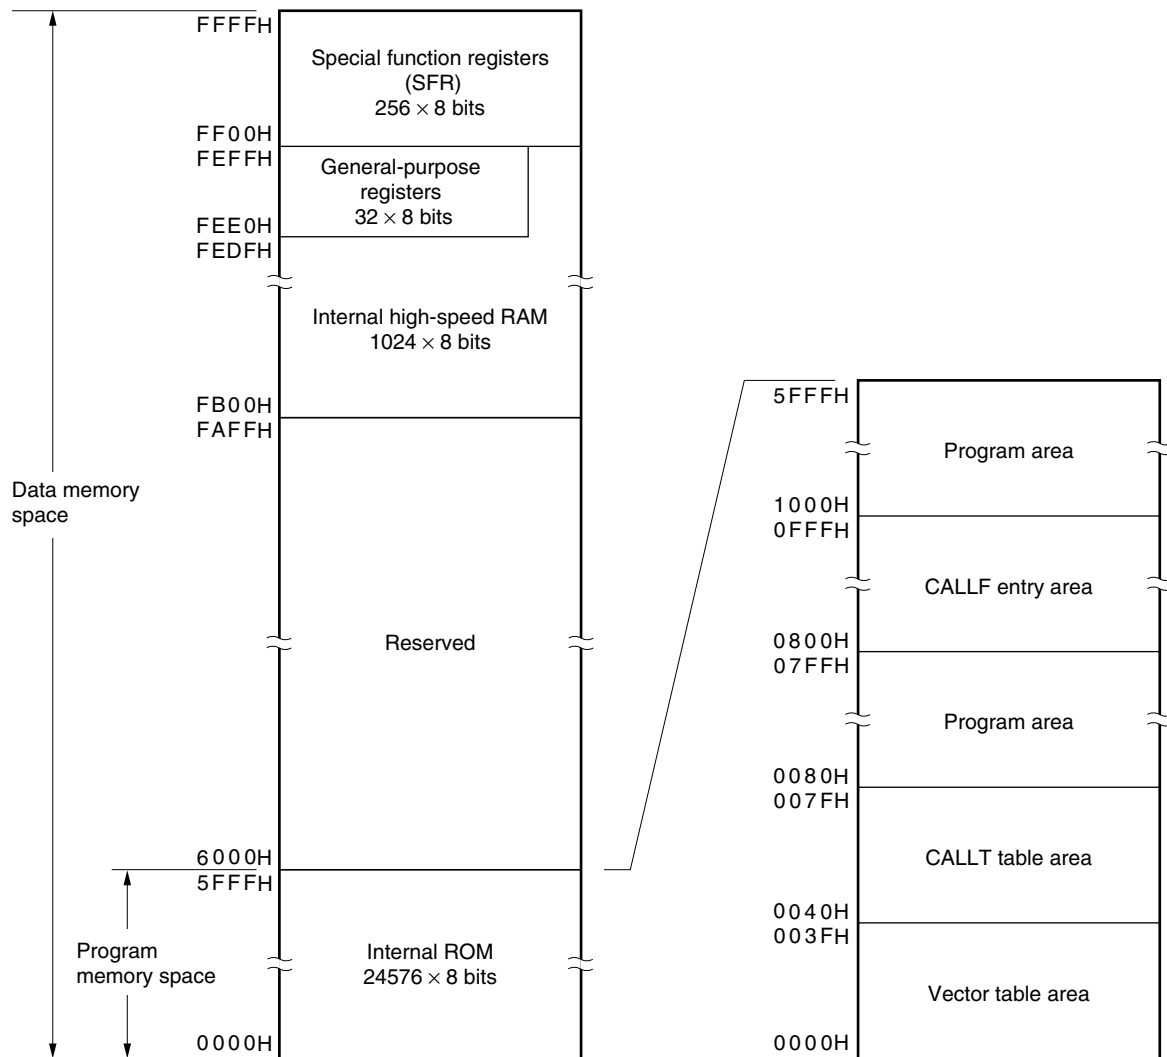 FFFFH
Special function registers
(SFR)
256 × 8 bits
FF00H
FEFFH
General-purpose
registers
32 × 8 bits
FEE0H
FEDFH
Internal high-speed RAM
1024 × 8 bits
FB00H
FAFFH
Data memory
space
Reserved
6000H
5FFFH
Program
memory space
Internal ROM
24576 × 8 bits
0000H
5FFFH
Program area
1000H
0FFFH
CALLF entry area
0800H
07FFH
Program area
0080H
007FH
CALLT table area
0040H
003FH
Vector table area
0000H